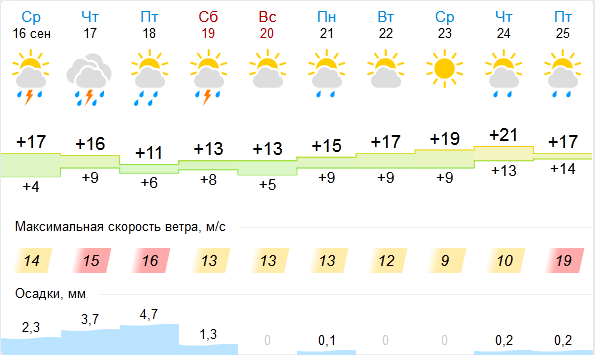 Ср Чт Пт Сб Вс Пн Вт Ср Чт Пт
16 сен 17 18 19 20 21 22 23 24 25
+17 +16 +11 +13 +13 +15 +17 +19 +21 +17
+4 +9 +6 +8 +5 +9 +9 +9 +13 +14
Максимальная скорость ветра, м/с
14 15 16 13 13 13 12 9 10 19
Осадки, мм
2,3 3,7 4,7 1,3 0 0,1 0 0 0,2 0,2